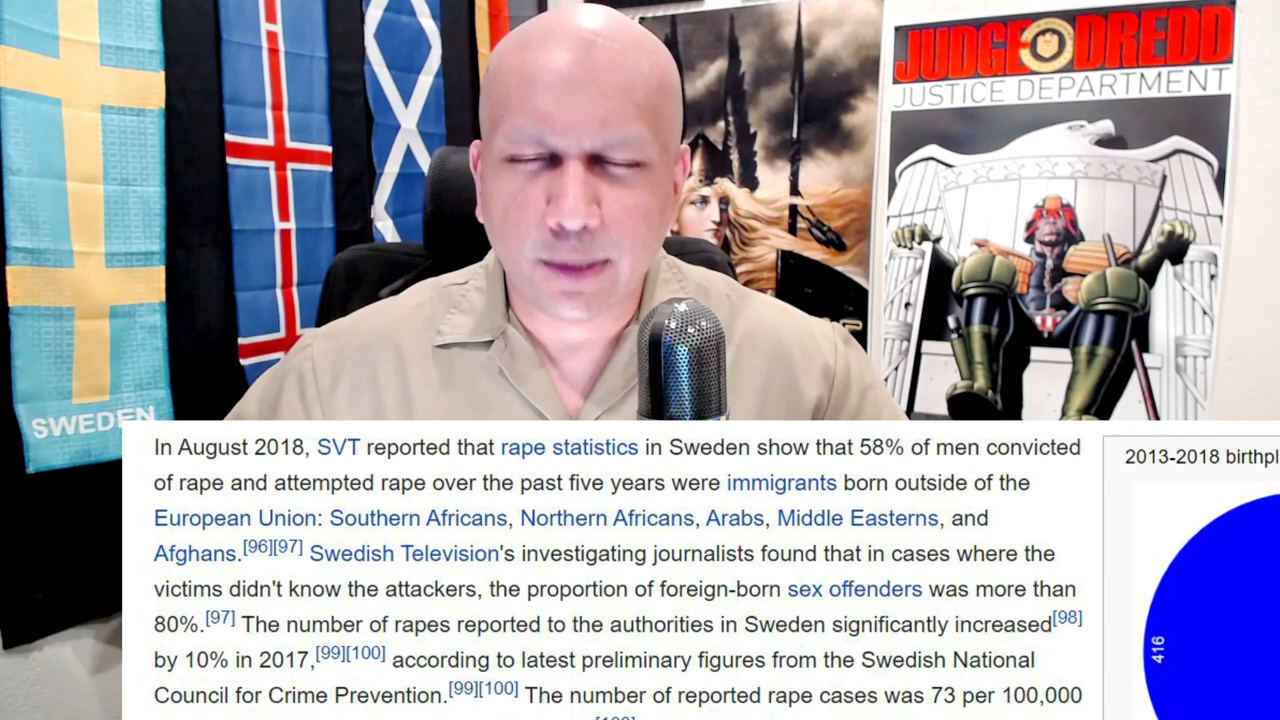 JUDGE DREDD
JUSTICE DEPARTMENT
SWEDEN
In August 2018, SVT reported that rape statistics in Sweden show that 58% of men convicted
of rape and attempted rape over the past five years were immigrants born outside of the
European Union: Southern Africans, Northern Africans, Arabs, Middle Easterns, and
Afghans.[96][97] Swedish Television's investigating journalists found that in cases where the
victims didn't know the attackers, the proportion of foreign-born sex offenders was more than
80%.[97] The number of rapes reported to the authorities in Sweden significantly increased[98]
by 10% in 2017,[99][100] according to latest preliminary figures from the Swedish National
Council for Crime Prevention.[99][100] The number of reported rape cases was 73 per 100,000
2013-2018 birthpl
416